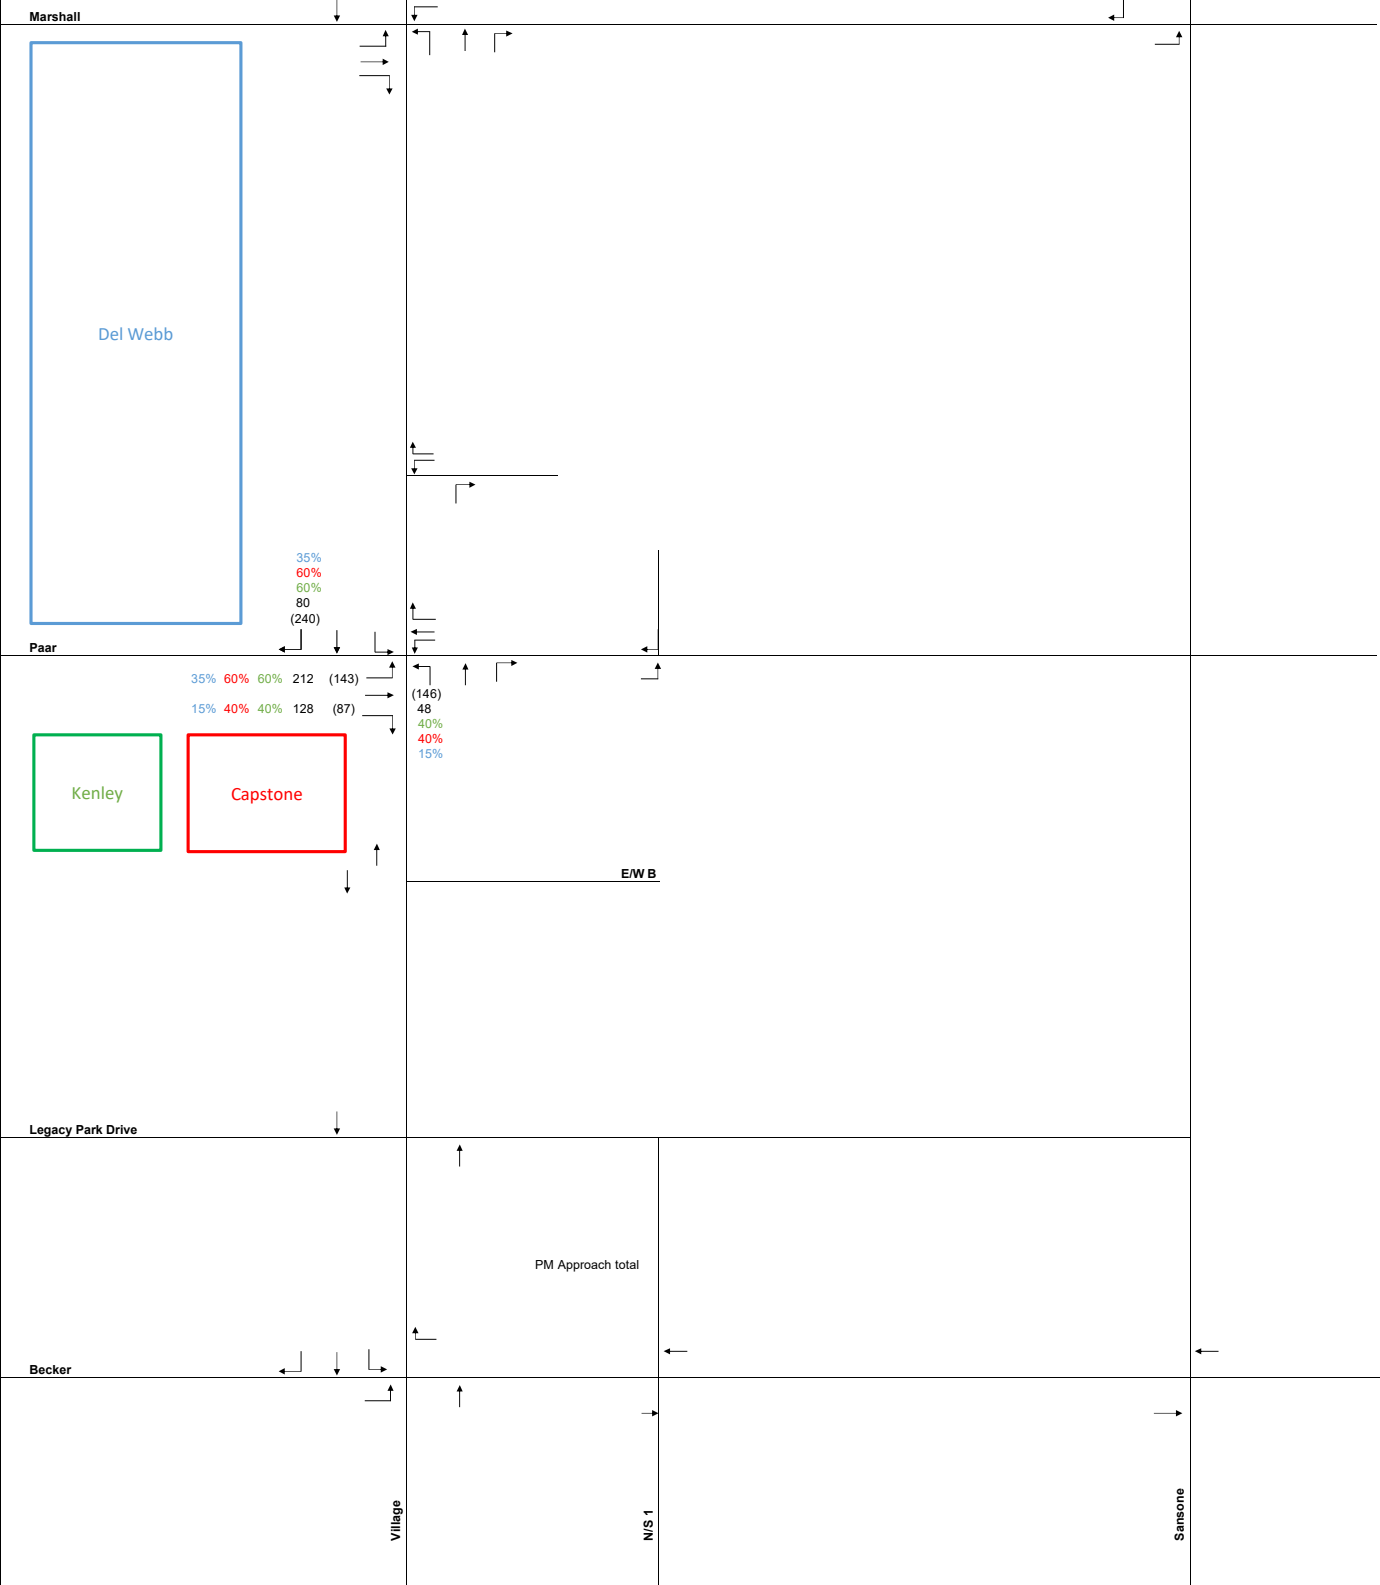 Marshall
Del Webb
35%
60%
60%
80
(240)
Paar
35% 60% 60% 212 (143)
15% 40% 40% 128 (87)
(146)
48
40%
40%
15%
Kenley
Capstone
E/W B
Legacy Park Drive
PM Approach total
Becker
Village
N/S 1
Sansone